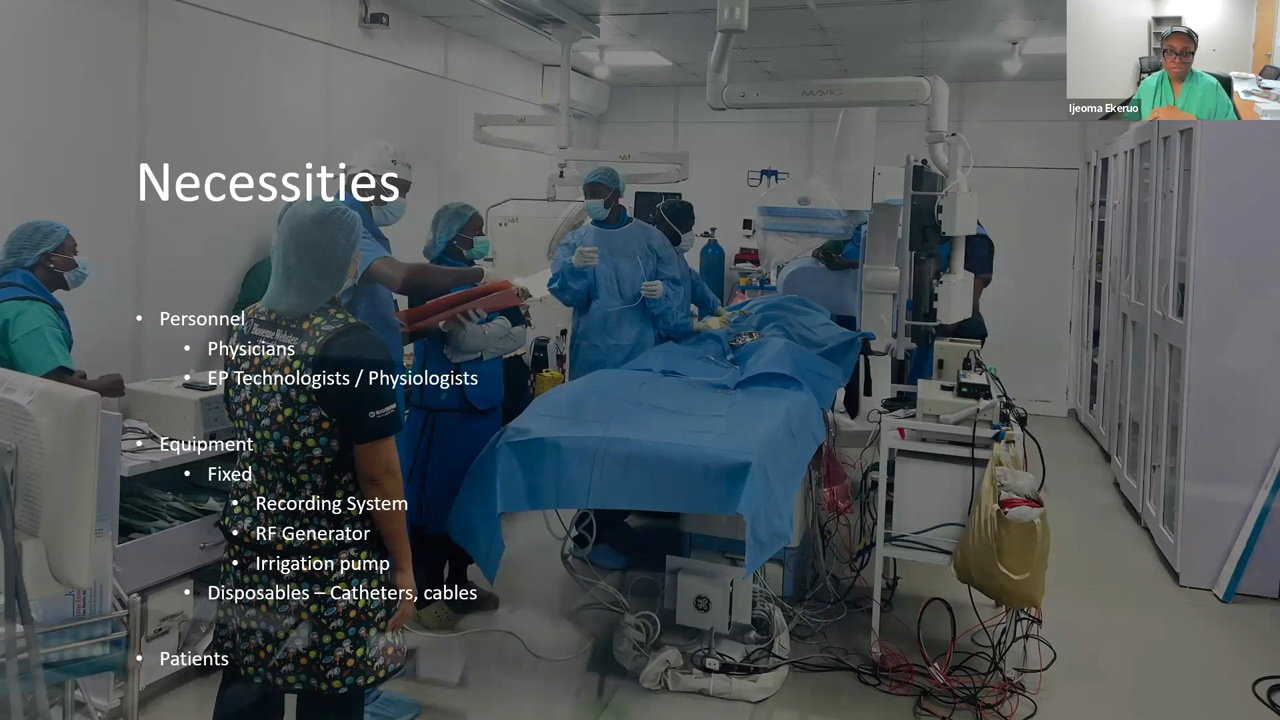 Ijeoma Ekeruo
MAVIG
Necessities
• Personnel
• Physicians
• EP Technologists / Physiologists
• Equipment
• Fixed
• Recording System
• RF Generator
• Irrigation pump
• Disposables – Catheters, cables
• Patients